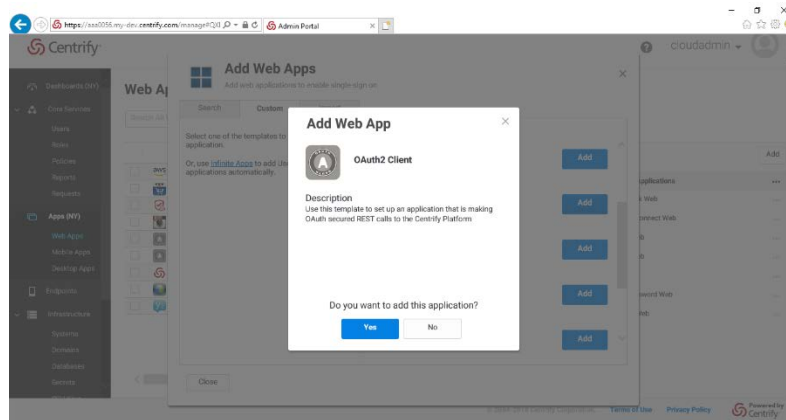 https://aaa0056.my-dev.centrify.com/manage#
Admin Portal
Centrify
cloudadmin
Add Web Apps
Add web applications to enable single sign on
Search
Custom
Dashboards (NY)
Core Services
Users
Roles
Policies
Reports
Requests
Apps (NY)
Web Apps
Mobile Apps
Desktop Apps
Endpoints
Infrastructure
Systems
Domains
Databases
Secrets
Web Ap
Select one of the templates to
application.
Or, use Infinite Apps to add
applications automatically.
Add Web App
OAuth2 Client
Description
Use this template to set up an application that is making
OAuth secured REST calls to the Centrify Platform
Do you want to add this application?
Yes
No
Add
Add
Add
Add
Add
Add
Close
Terms of Use
Privacy Policy
Powered by
Centrify